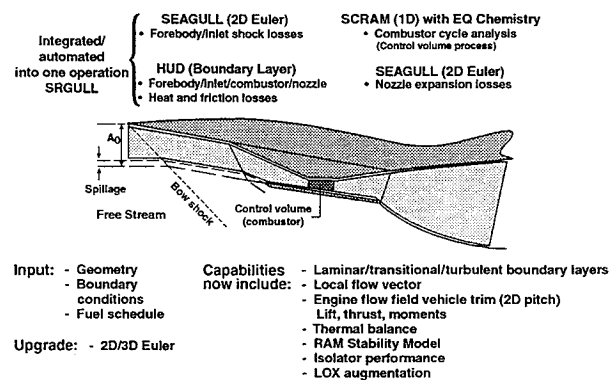 Integrated/
automated
into one operation
SRGULL
SEAGULL (2D Euler)
• Forebody/Inlet shock losses
HUD (Boundary Layer)
• Forebody/Inlet/combustor/nozzle
• Heat and friction losses
SCRAM (1D) with EQ Chemistry
• Combustor cycle analysis
(Control volume process)
SEAGULL (2D Euler)
• Nozzle expansion losses
A0
Spillage
Free Stream
Bow shock
Control volume
(combustor)
Input: - Geometry
- Boundary
conditions
- Fuel schedule
Upgrade: - 2D/3D Euler
Capabilities
now include:
- Laminar/transitional/turbulent boundary layers
- Local flow vector
- Engine flow field vehicle trim (2D pitch)
Lift, thrust, moments
- Thermal balance
- RAM Stability Model
- Isolator performance
- LOX augmentation